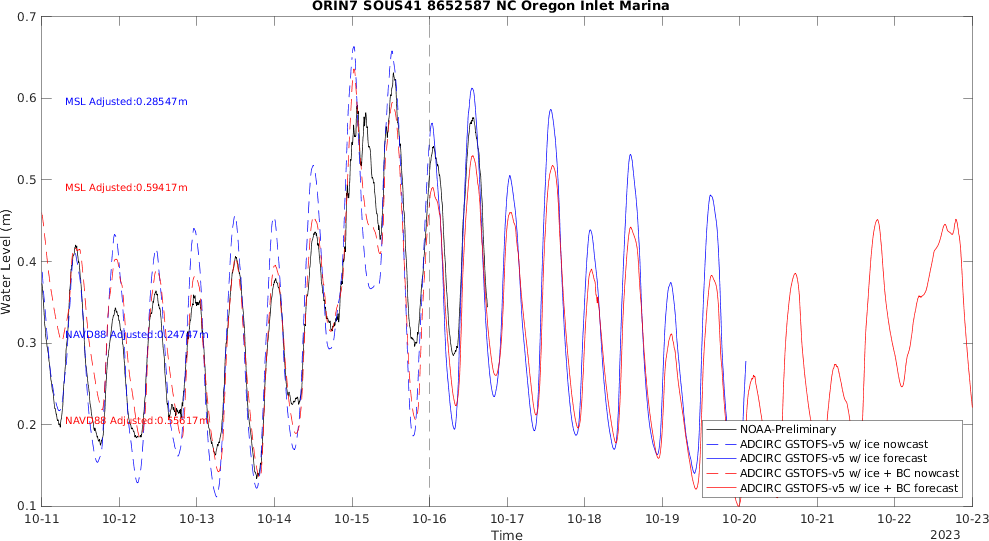 ORIN7 SOUS41 8652587 NC Oregon Inlet Marina
0.7
0.6
0.5
0.4
0.3
0.2
0.1
Water Level (m)
MSL Adjusted:0.28547m
MSL Adjusted:0.59417m
NAVD88 Adjusted:0.24747m
NAVD88 Adjusted:0.55617m
NOAA-Preliminary
ADCIRC GSTOFS-v5 w/ ice nowcast
ADCIRC GSTOFS-v5 w/ ice forecast
ADCIRC GSTOFS-v5 w/ ice + BC nowcast
ADCIRC GSTOFS-v5 w/ ice + BC forecast
10-11 10-12 10-13 10-14 10-15 10-16 10-17 10-18 10-19 10-20 10-21 10-22 10-23
Time
2023